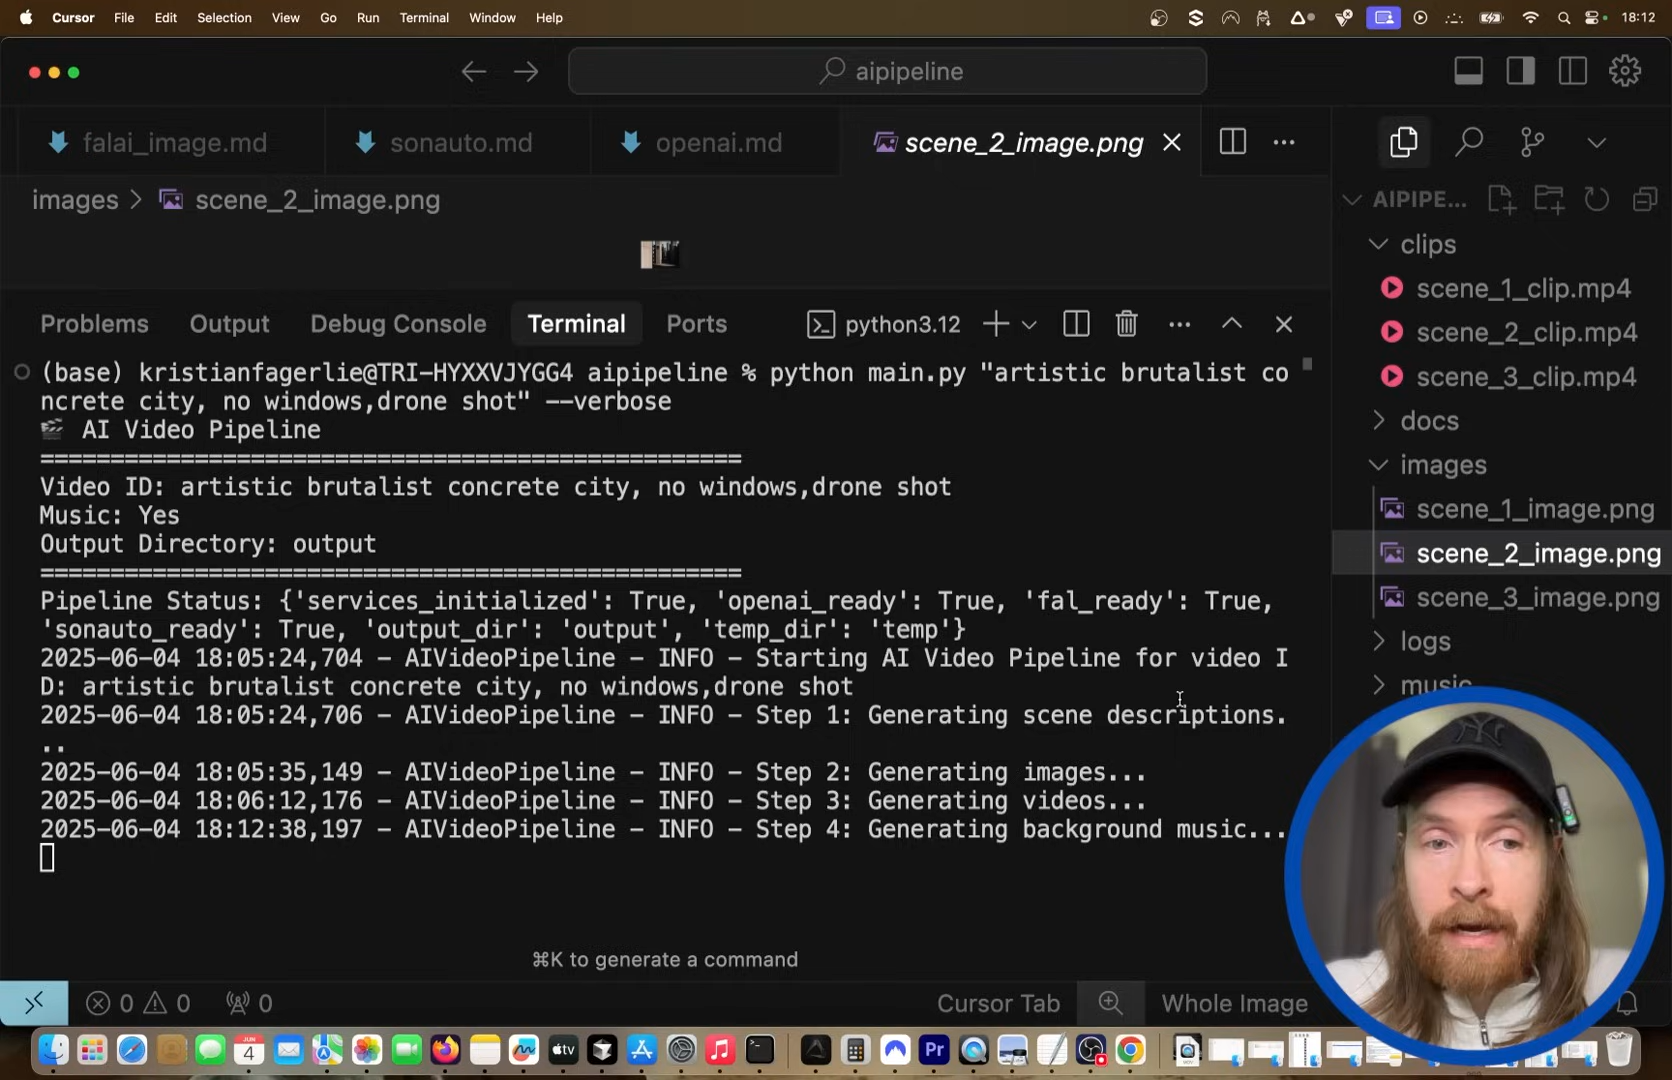 Cursor File Edit Selection View Go Run Terminal Window Help 18:12
aipipeline
falai_image.md sonauto.md openai.md scene_2_image.png
images > scene_2_image.png
AIPIPE...
clips
scene_1_clip.mp4
scene_2_clip.mp4
scene_3_clip.mp4
docs
images
scene_1_image.png
scene_2_image.png
scene_3_image.png
logs
music
Problems Output Debug Console Terminal Ports python3.12
(base) kristianfagerlie@TRI-HYXXVJYGG4 aipipeline % python main.py "artistic brutalist co
ncrete city, no windows,drone shot" --verbose
🎬 AI Video Pipeline
==================================================
Video ID: artistic brutalist concrete city, no windows,drone shot
Music: Yes
Output Directory: output
==================================================
Pipeline Status: {'services_initialized': True, 'openai_ready': True, 'fal_ready': True,
'sonauto_ready': True, 'output_dir': 'output', 'temp_dir': 'temp'}
2025-06-04 18:05:24,704 - AIVideoPipeline - INFO - Starting AI Video Pipeline for video I
D: artistic brutalist concrete city, no windows,drone shot
2025-06-04 18:05:24,706 - AIVideoPipeline - INFO - Step 1: Generating scene descriptions.
..
2025-06-04 18:05:35,149 - AIVideoPipeline - INFO - Step 2: Generating images...
2025-06-04 18:06:12,176 - AIVideoPipeline - INFO - Step 3: Generating videos...
2025-06-04 18:12:38,197 - AIVideoPipeline - INFO - Step 4: Generating background music...
⌘K to generate a command
0 0 0 Cursor Tab Whole Image
JUN
4
tv
Pr